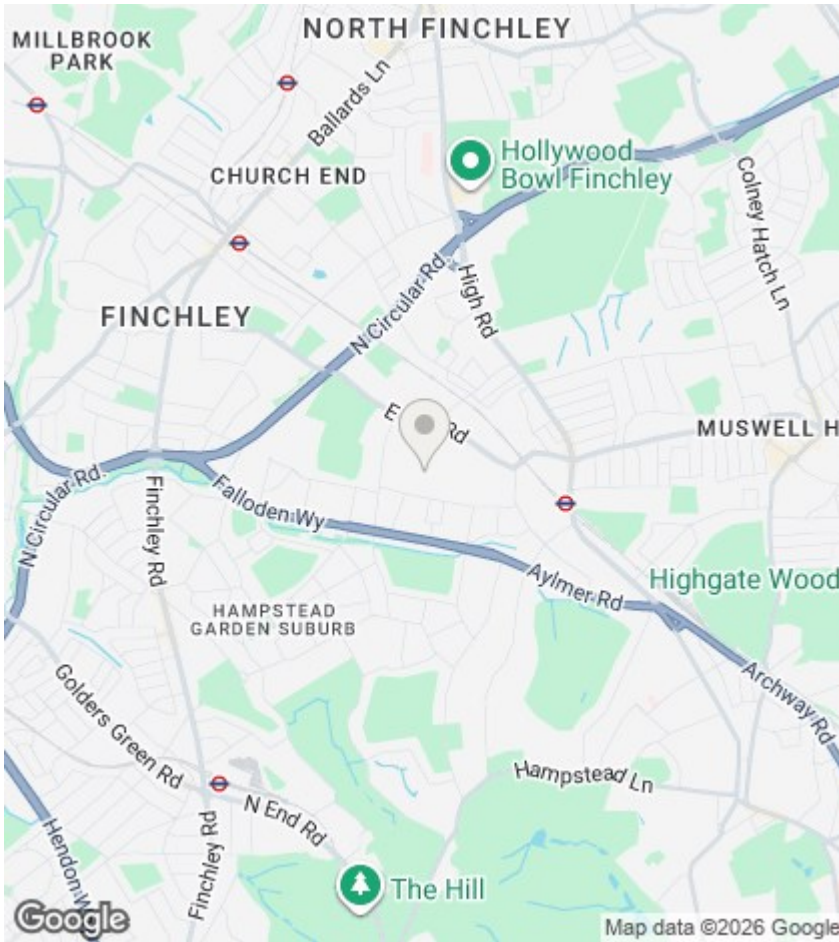 NORTH FINCHLEY
MILLBROOK
PARK
Ballards Ln
Hollywood
Bowl Finchley
CHURCH END
Colney Hatch Ln
N Circular Rd.
High Rd
FINCHLEY
E
Rd
MUSWELL H
N Circular Rd.
Finchley Rd
Falloden Wy
Aylmer Rd
Highgate Wood
HAMPSTEAD
GARDEN SUBURB
Archway Rd
Golders Green Rd
Hampstead Ln
N End Rd
Finchley Rd
Hendon W
The Hill
Google
Map data ©2026 Google